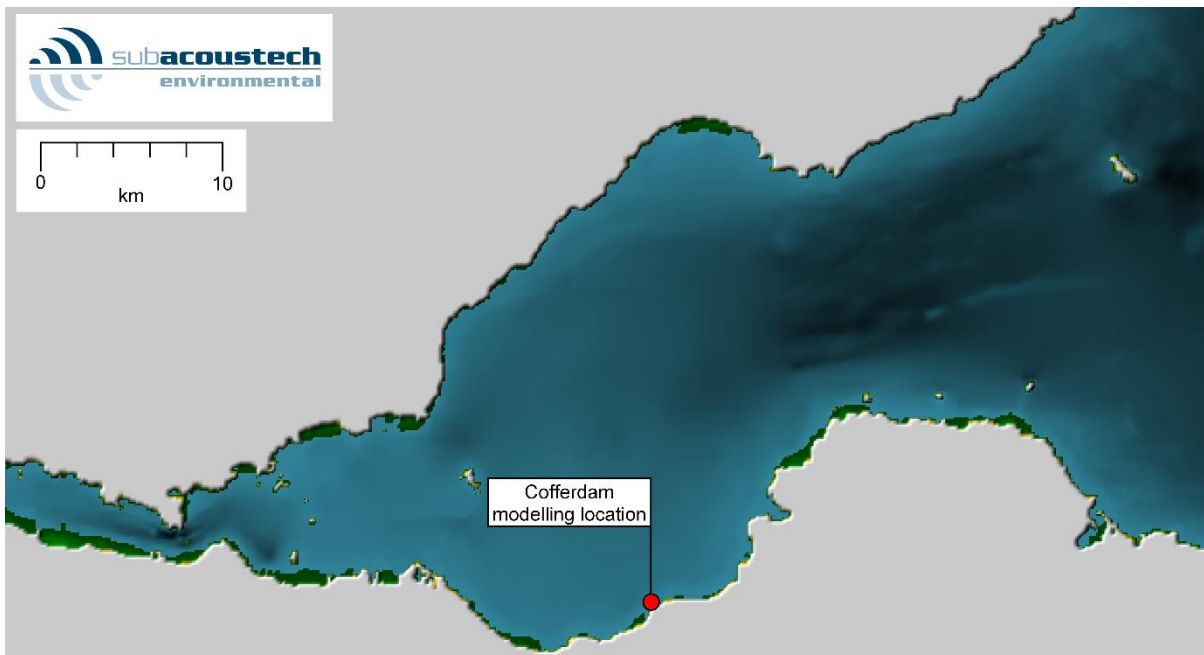 subacoustech
environmental
0 10
km
Cofferdam
modelling location